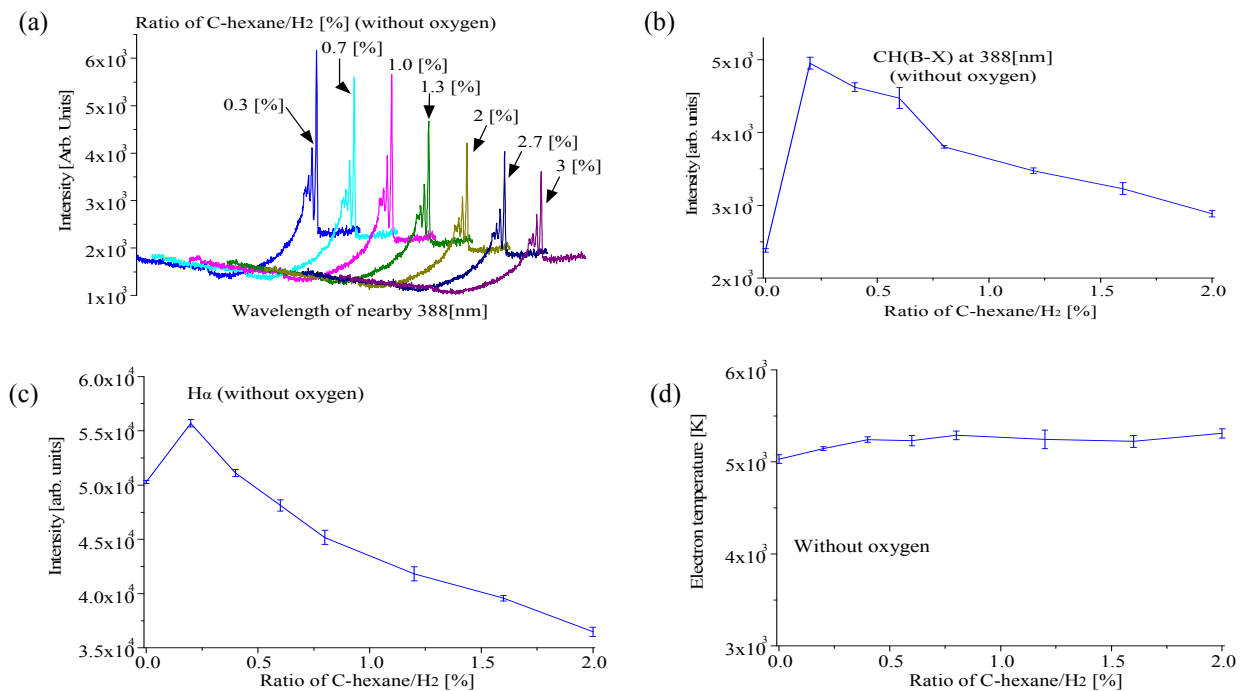 (a)
Ratio of C-hexane/H2 [%] (without oxygen)
6x10³
5x10³
4x10³
3x10³
2x10³
1x10³
Intensity [Arb. Units]
0.3 [%]
0.7 [%]
1.0 [%]
1.3 [%]
2 [%]
2.7 [%]
3 [%]
Wavelength of nearby 388[nm]
(b)
CH(B-X) at 388[nm]
(without oxygen)
5x10³
4x10³
3x10³
2x10³
Intensity [arb. units]
0.0 0.5 1.0 1.5 2.0
Ratio of C-hexane/H2 [%]
(c)
Hα (without oxygen)
6.0x10⁴
5.5x10⁴
5.0x10⁴
4.5x10⁴
4.0x10⁴
3.5x10⁴
Intensity [arb. units]
0.0 0.5 1.0 1.5 2.0
Ratio of C-hexane/H2 [%]
(d)
6x10³
5x10³
4x10³
3x10³
Electron temperature [K]
Without oxygen
0.0 0.5 1.0 1.5 2.0
Ratio of C-hexane/H2 [%]